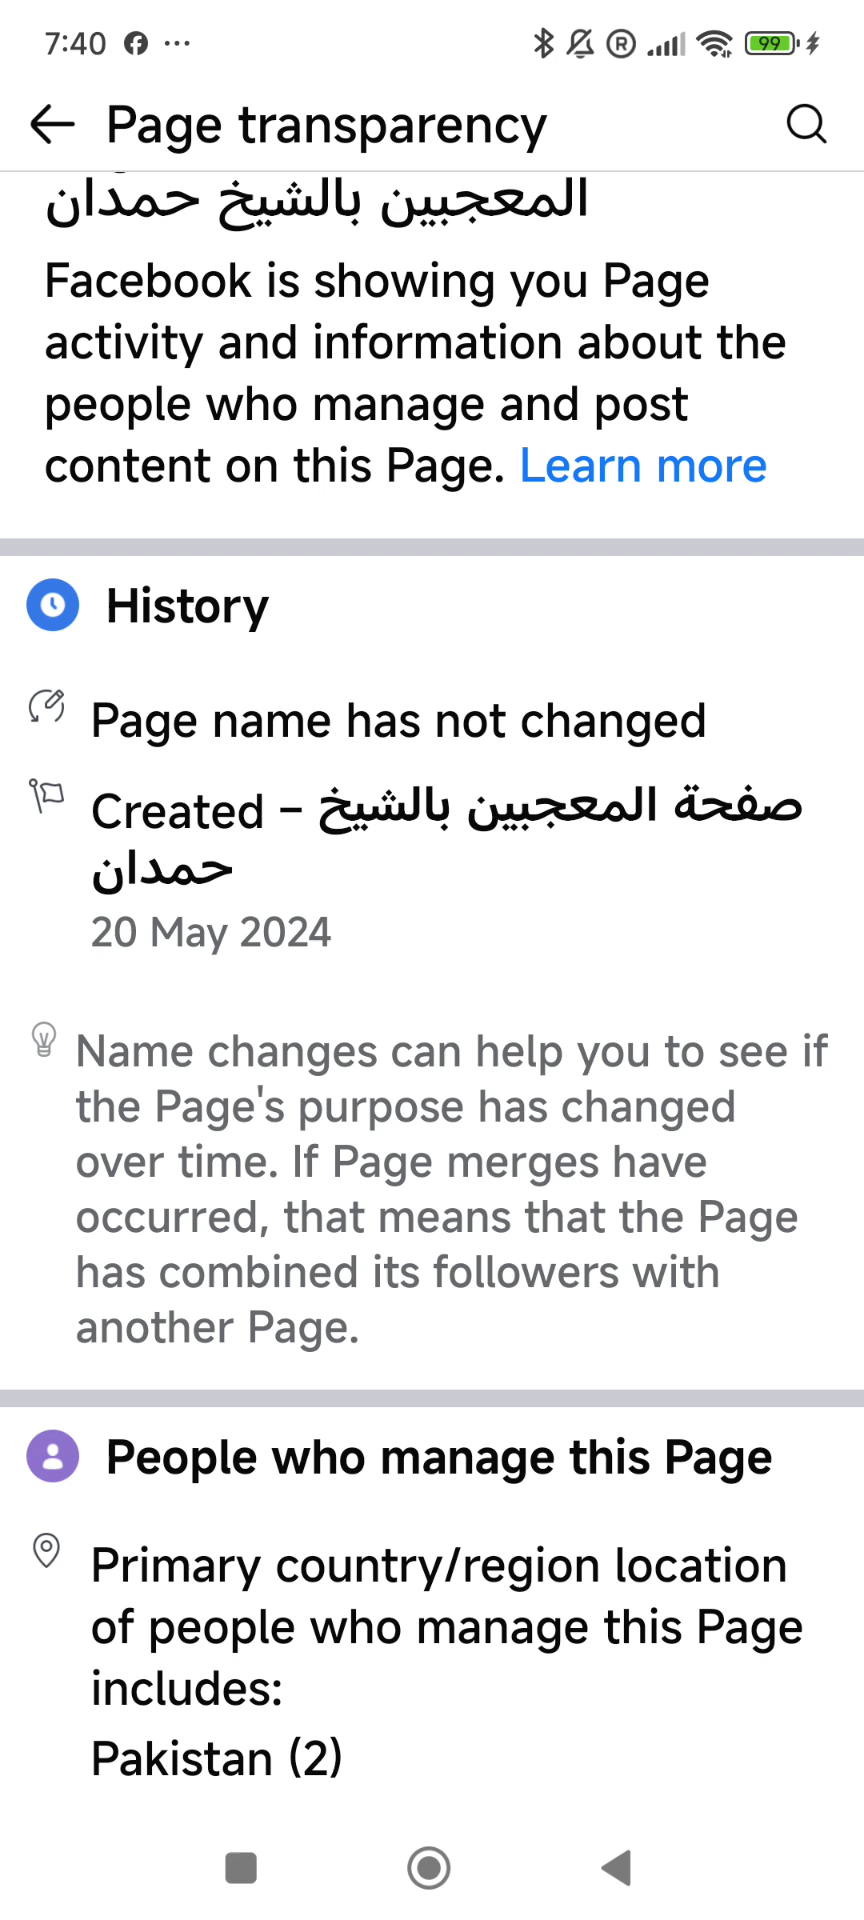 7:40
99
Page transparency
المعجبين بالشيخ حمدان
Facebook is showing you Page
activity and information about the
people who manage and post
content on this Page. Learn more
History
Page name has not changed
Created – صفحة المعجبين بالشيخ
حمدان
20 May 2024
Name changes can help you to see if
the Page's purpose has changed
over time. If Page merges have
occurred, that means that the Page
has combined its followers with
another Page.
People who manage this Page
Primary country/region location
of people who manage this Page
includes:
Pakistan (2)